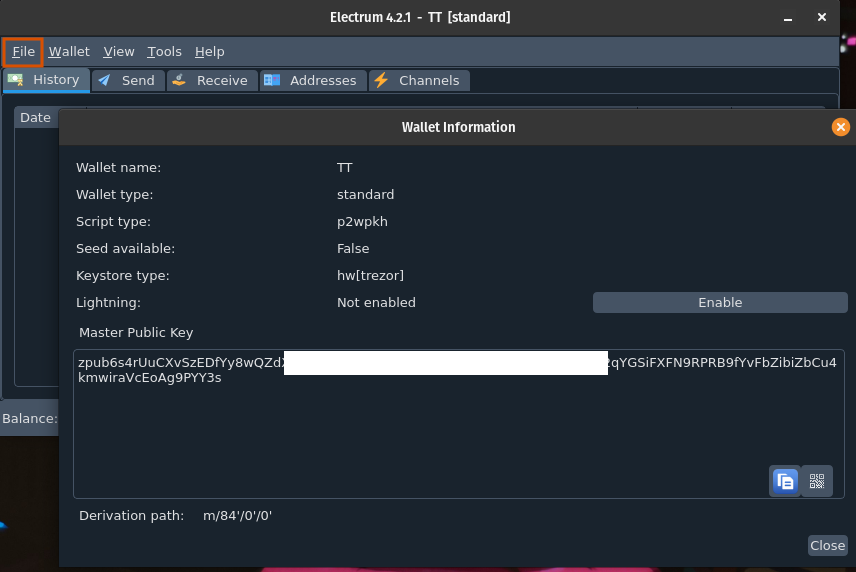 Electrum 4.2.1 - TT [standard]
File Wallet View Tools Help
History Send Receive Addresses Channels
Date
Wallet Information
Wallet name: TT
Wallet type: standard
Script type: p2wpkh
Seed available: False
Keystore type: hw[trezor]
Lightning: Not enabled Enable
Master Public Key
zpub6s4rUuCXvSzEDfYy8wQZd qYGSiFXFN9RPRB9fYvFbZibiZbCu4
kmwiraVcEoAg9PYY3s
Balance:
Derivation path: m/84'/0'/0'
Close